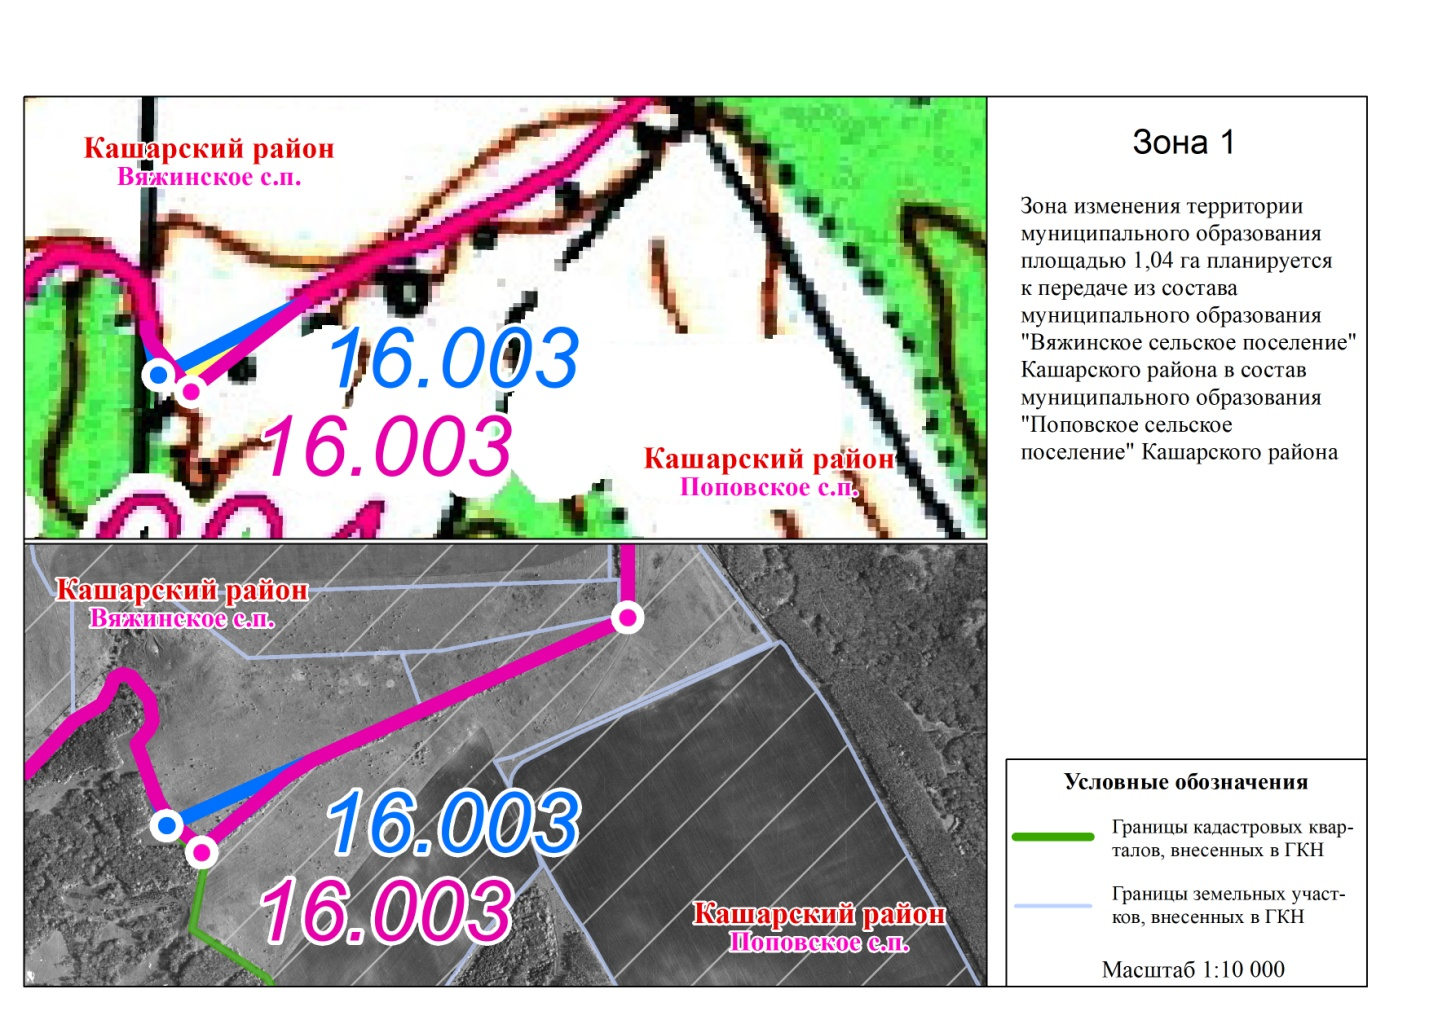 Кашарский район
Вяжинское с.п.
16.003
16.003
Кашарский район
Поповское с.п.
Кашарский район
Вяжинское с.п.
16.003
16.003
Кашарский район
Поповское с.п.
Зона 1
Зона изменения территории
муниципального образования
площадью 1,04 га планируется
к передаче из состава
муниципального образования
"Вяжинское сельское поселение"
Кашарского района в состав
муниципального образования
"Поповское сельское
поселение" Кашарского района
Условные обозначения
Границы кадастровых квар-
талов, внесенных в ГКН
Границы земельных участ-
ков, внесенных в ГКН
Масштаб 1:10 000